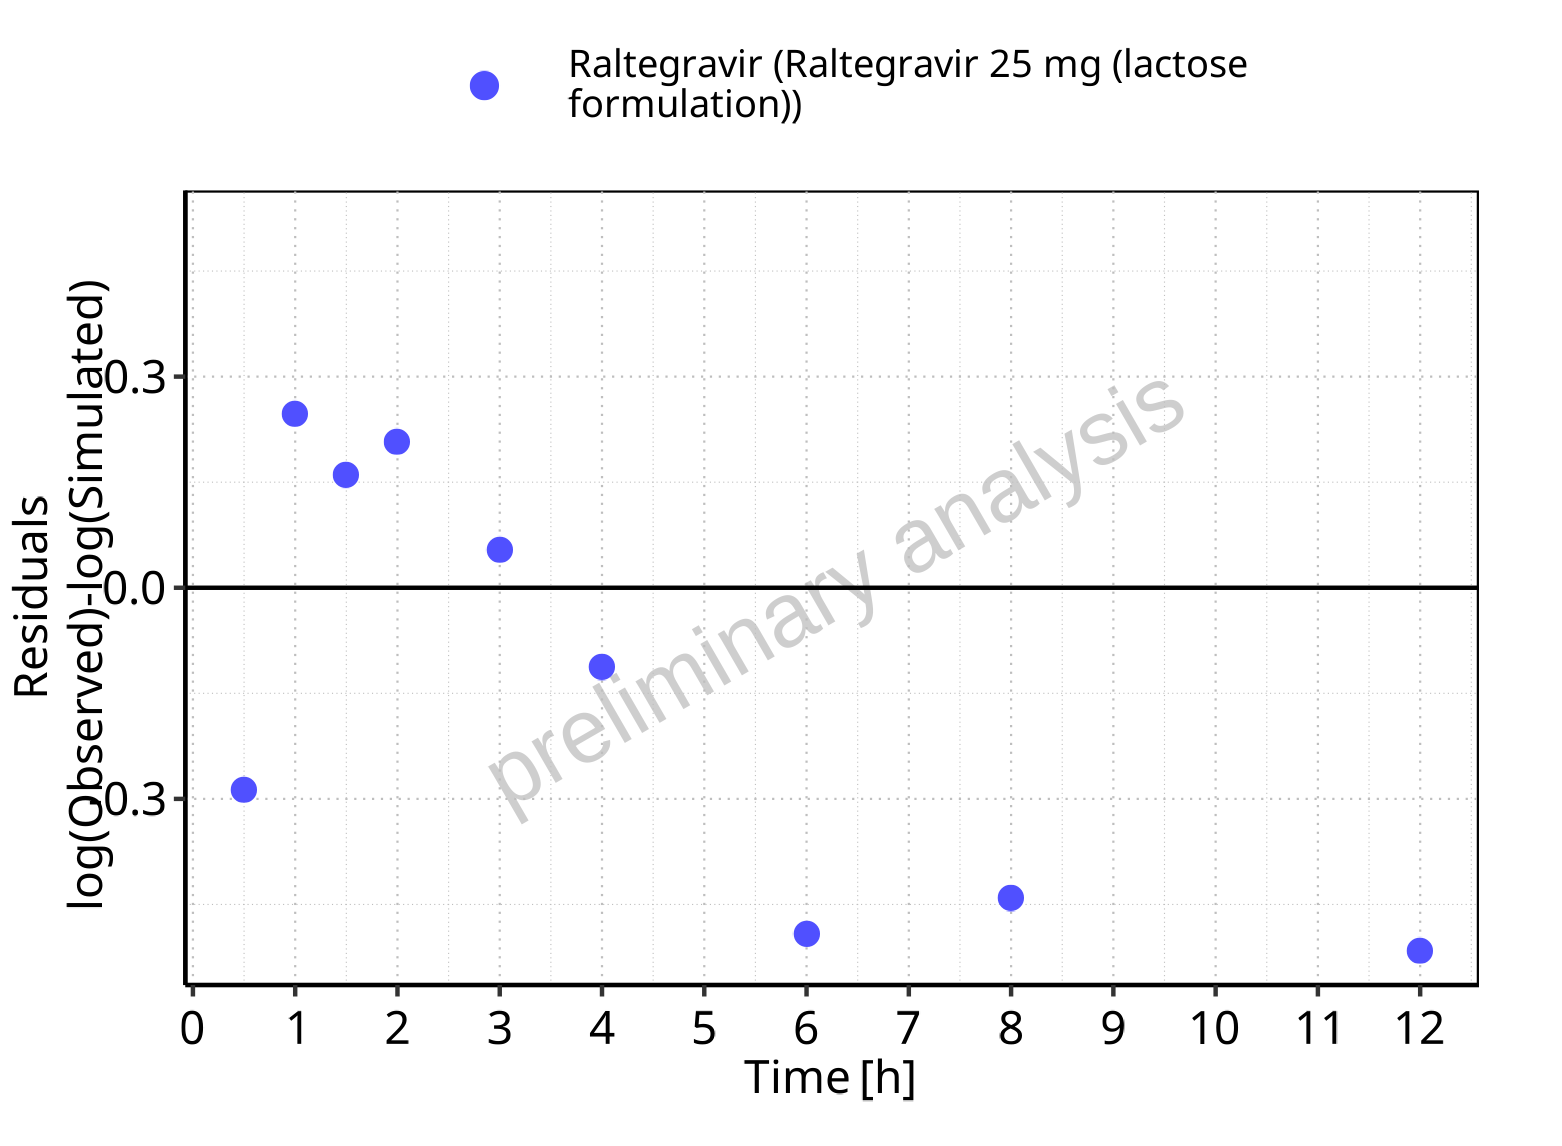 Raltegravir (Raltegravir 25 mg (lactose
formulation))
Residuals
log(Observed)-log(Simulated)
0.3
0.0
-0.3
preliminary analysis
0 1 2 3 4 5 6 7 8 9 10 11 12
Time [h]